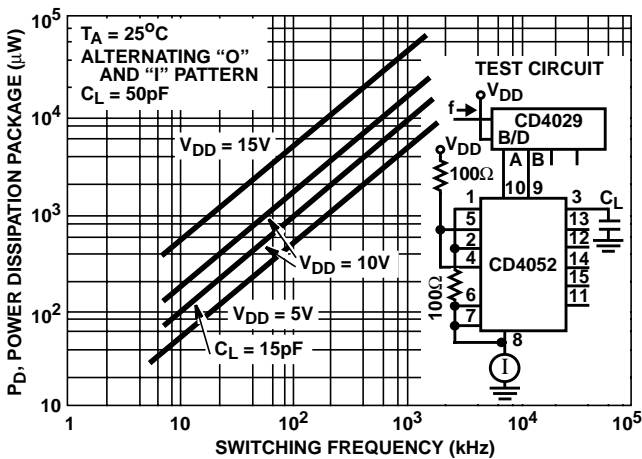 P_D, POWER DISSIPATION PACKAGE (µW)
10^5
10^4
10^3
10^2
10
T_A = 25°C
ALTERNATING “O”
AND “I” PATTERN
C_L = 50pF
V_DD = 15V
V_DD = 10V
V_DD = 5V
C_L = 15pF
TEST CIRCUIT
V_DD
f
CD4029
B/D
A B
V_DD
100Ω
10 9
1
5
2
4
6
7
8
3
13
12
14
15
11
C_L
CD4052
100Ω
I
1
10
10^2
10^3
10^4
10^5
SWITCHING FREQUENCY (kHz)